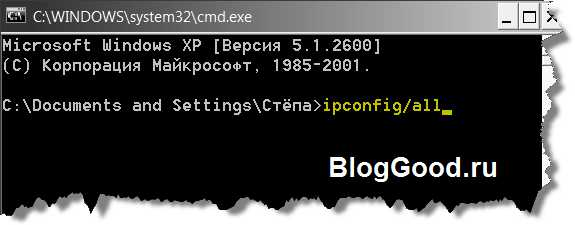 C:\WINDOWS\system32\cmd.exe
Microsoft Windows XP [Версия 5.1.2600]
(C) Корпорация Майкрософт, 1985-2001.
C:\Documents and Settings\Стёпа>ipconfig/all
BlogGood.ru